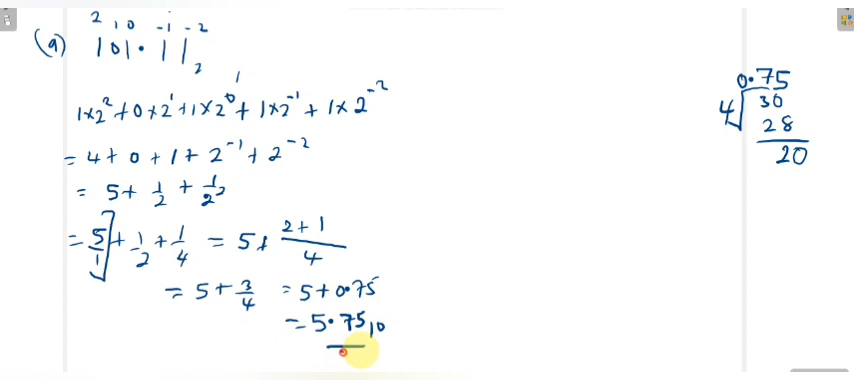 2 1 0 -1 -2
(a) 101.11₂
1×2² + 0×2¹ + 1×2⁰ + 1×2⁻¹ + 1×2⁻²
= 4 + 0 + 1 + 2⁻¹ + 2⁻²
= 5 + 1/2 + 1/2²
= 5/1 + 1/2 + 1/4 = 5 + (2+1)/4
= 5 + 3/4 = 5 + 0.75
= 5.75₁₀
0.75
4√30
28
20